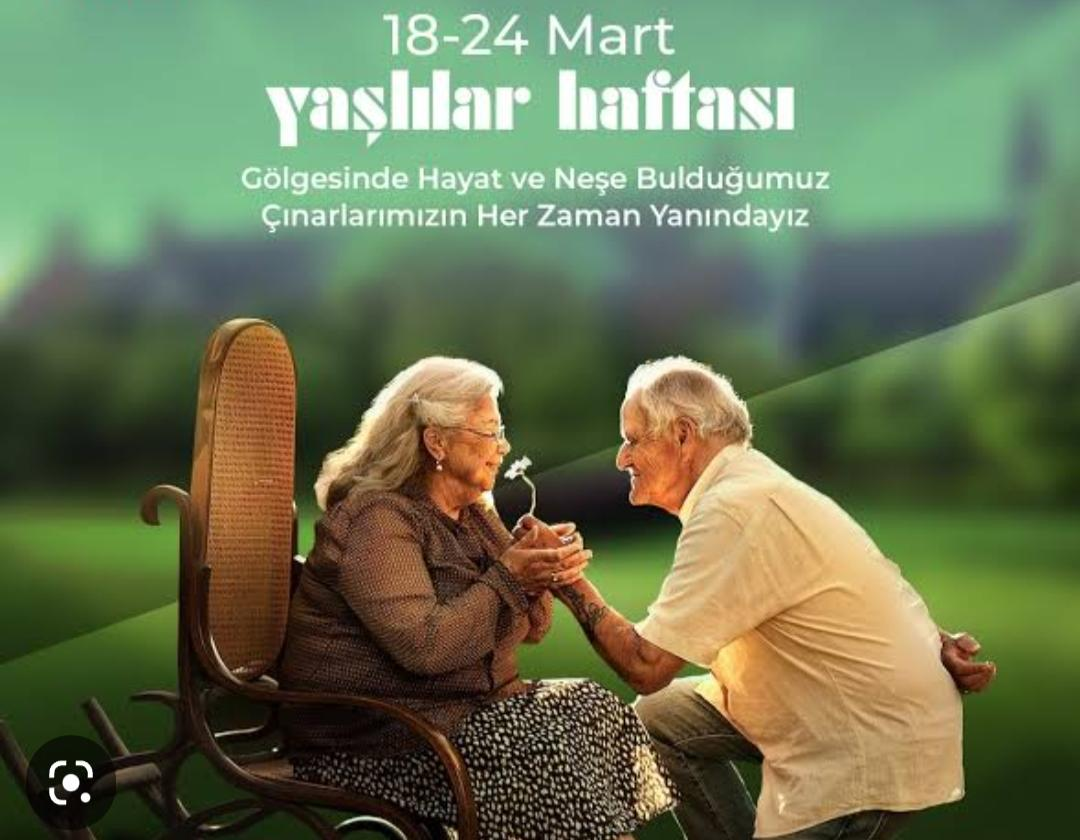 18-24 Mart
yaşlılar haftası
Gölgesinde Hayat ve Neşe Bulduğumuz
Çınarlarımızın Her Zaman Yanındayız